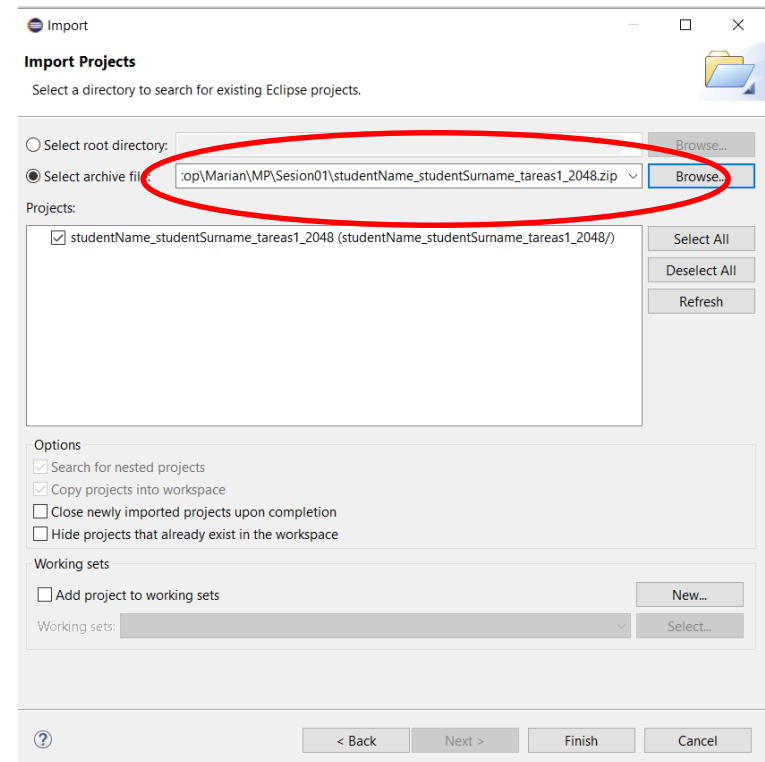 Import
Import Projects
Select a directory to search for existing Eclipse projects.
Select root directory:
Browse...
Select archive file:
:op\Marian\MP\Sesion01\studentName_studentSurname_tareas1_2048.zip
Browse...
Projects:
studentName_studentSurname_tareas1_2048 (studentName_studentSurname_tareas1_2048/)
Select All
Deselect All
Refresh
Options
Search for nested projects
Copy projects into workspace
Close newly imported projects upon completion
Hide projects that already exist in the workspace
Working sets
Add project to working sets
New...
Working sets:
Select...
?
< Back
Next >
Finish
Cancel